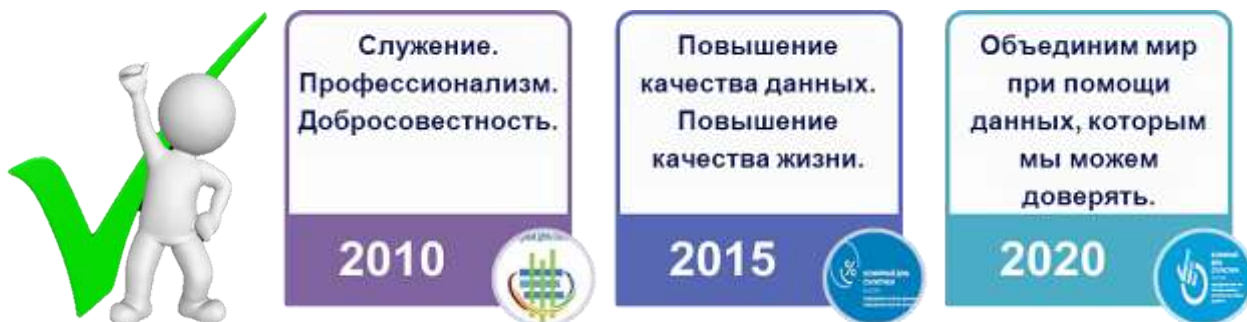 Служение.
Профессионализм.
Добросовестность.
2010
Повышение
качества данных.
Повышение
качества жизни.
2015
Объединим мир
при помощи
данных, которым
мы можем
доверять.
2020